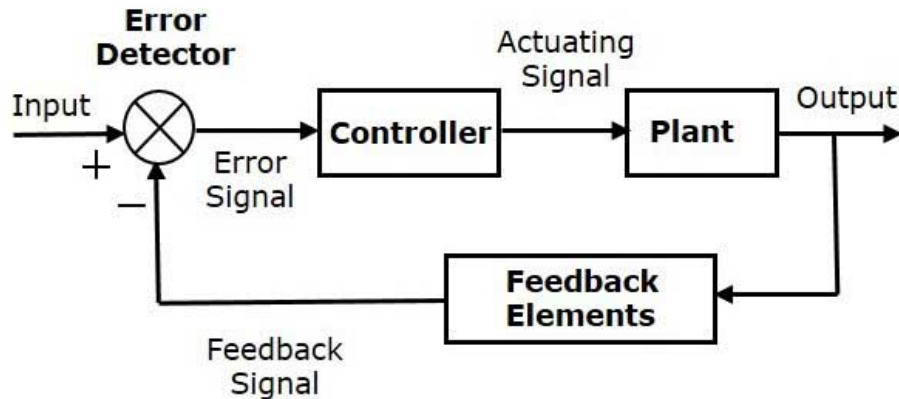 Error
Detector
Input
+
−
Error
Signal
Controller
Actuating
Signal
Plant
Output
Feedback
Elements
Feedback
Signal